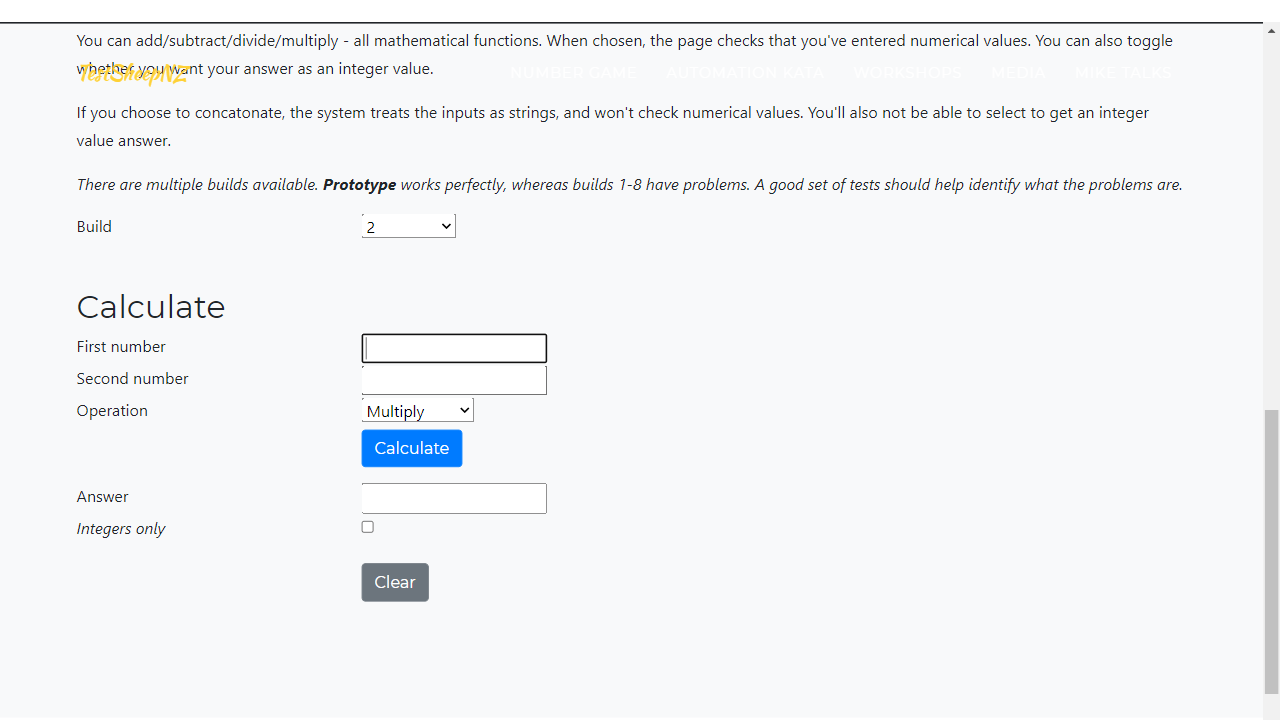 You can add/subtract/divide/multiply - all mathematical functions. When chosen, the page checks that you've entered numerical values. You can also toggle
whether you want your answer as an integer value.
TestSheepNZ
NUMBER GAME AUTOMATION KATA WORKSHOPS MEDIA MIKE TALKS
If you choose to concatonate, the system treats the inputs as strings, and won't check numerical values. You'll also not be able to select to get an integer
value answer.
There are multiple builds available. Prototype works perfectly, whereas builds 1-8 have problems. A good set of tests should help identify what the problems are.
Build 2
Calculate
First number
Second number
Operation Multiply
Calculate
Answer
Integers only
Clear